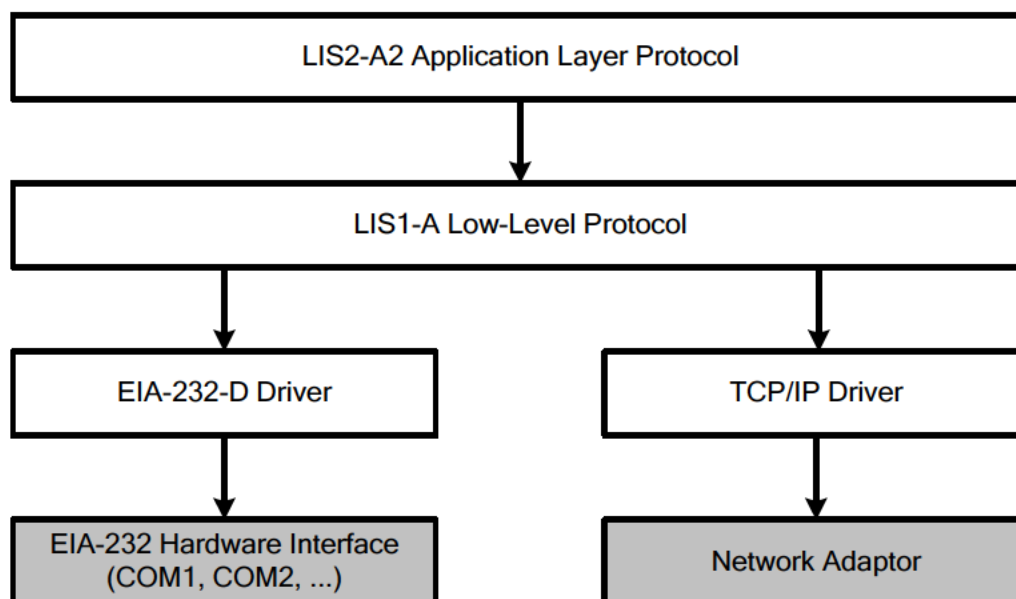 LIS2-A2 Application Layer Protocol
LIS1-A Low-Level Protocol
EIA-232-D Driver
TCP/IP Driver
EIA-232 Hardware Interface
(COM1, COM2, ...)
Network Adaptor